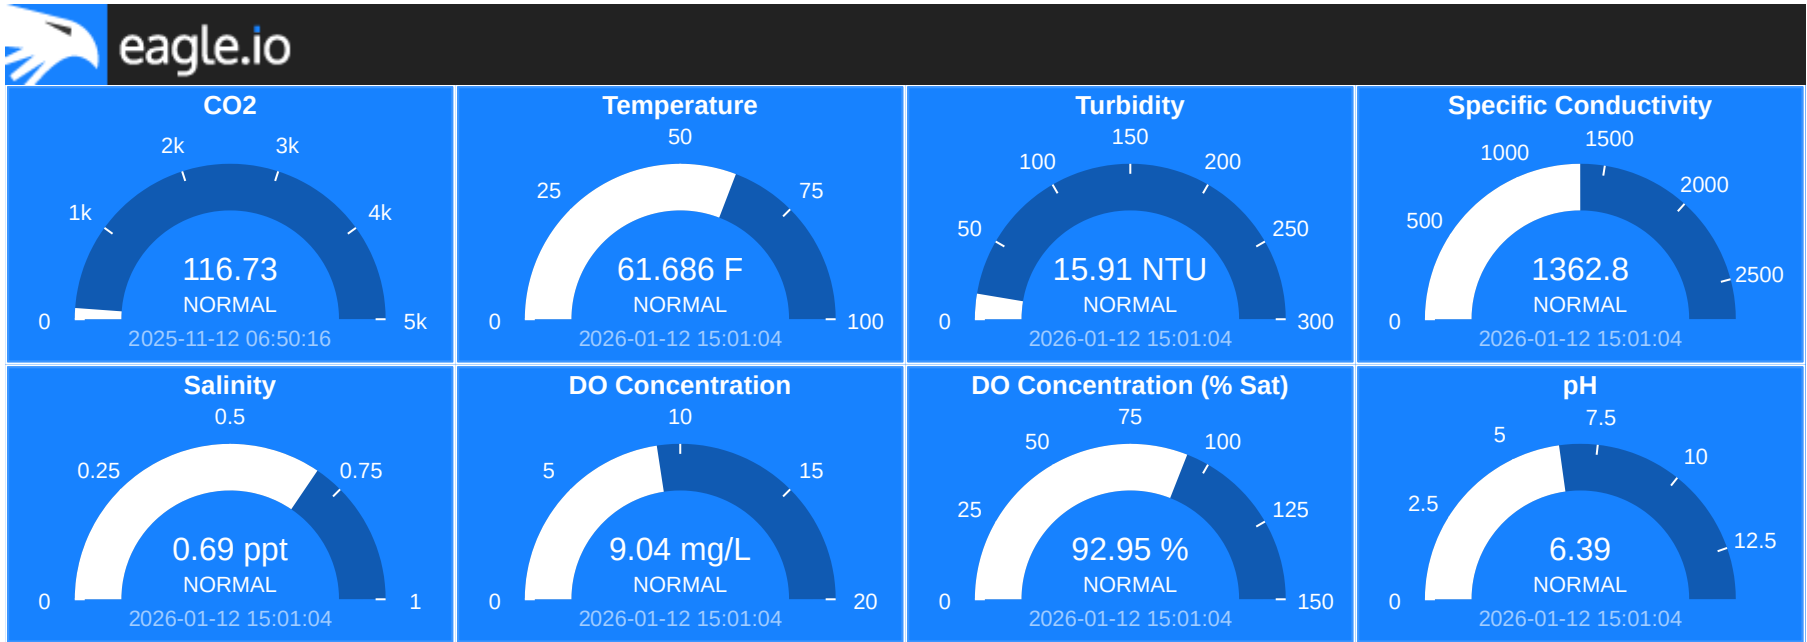 eagle.io
CO2
0
1k
2k
3k
4k
5k
116.73
NORMAL
2025-11-12 06:50:16
Temperature
0
25
50
75
100
61.686 F
NORMAL
2026-01-12 15:01:04
Turbidity
0
50
100
150
200
250
300
15.91 NTU
NORMAL
2026-01-12 15:01:04
Specific Conductivity
0
500
1000
1500
2000
2500
1362.8
NORMAL
2026-01-12 15:01:04
Salinity
0
0.25
0.5
0.75
1
0.69 ppt
NORMAL
2026-01-12 15:01:04
DO Concentration
0
5
10
15
20
9.04 mg/L
NORMAL
2026-01-12 15:01:04
DO Concentration (% Sat)
0
25
50
75
100
125
150
92.95 %
NORMAL
2026-01-12 15:01:04
pH
0
2.5
5
7.5
10
12.5
6.39
NORMAL
2026-01-12 15:01:04